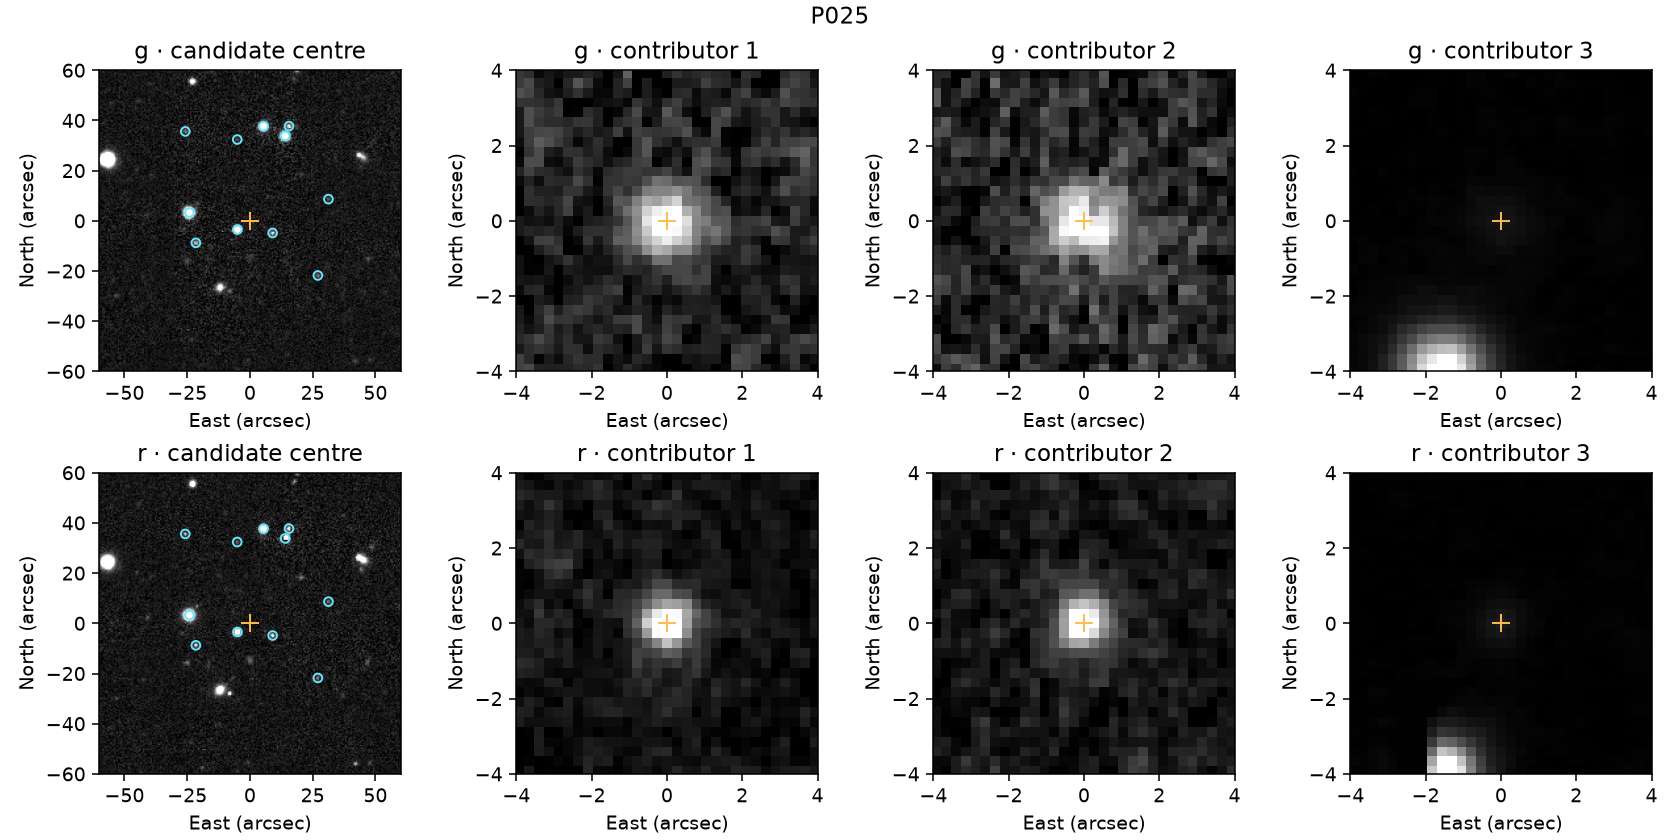 P025
g · candidate centre
g · contributor 1
g · contributor 2
g · contributor 3
60
40
20
0
−20
−40
−60
North (arcsec)
−50 −25 0 25 50
East (arcsec)
4
2
0
−2
−4
North (arcsec)
−4 −2 0 2 4
East (arcsec)
4
2
0
−2
−4
North (arcsec)
−4 −2 0 2 4
East (arcsec)
4
2
0
−2
−4
North (arcsec)
−4 −2 0 2 4
East (arcsec)
r · candidate centre
r · contributor 1
r · contributor 2
r · contributor 3
60
40
20
0
−20
−40
−60
North (arcsec)
−50 −25 0 25 50
East (arcsec)
4
2
0
−2
−4
North (arcsec)
−4 −2 0 2 4
East (arcsec)
4
2
0
−2
−4
North (arcsec)
−4 −2 0 2 4
East (arcsec)
4
2
0
−2
−4
North (arcsec)
−4 −2 0 2 4
East (arcsec)